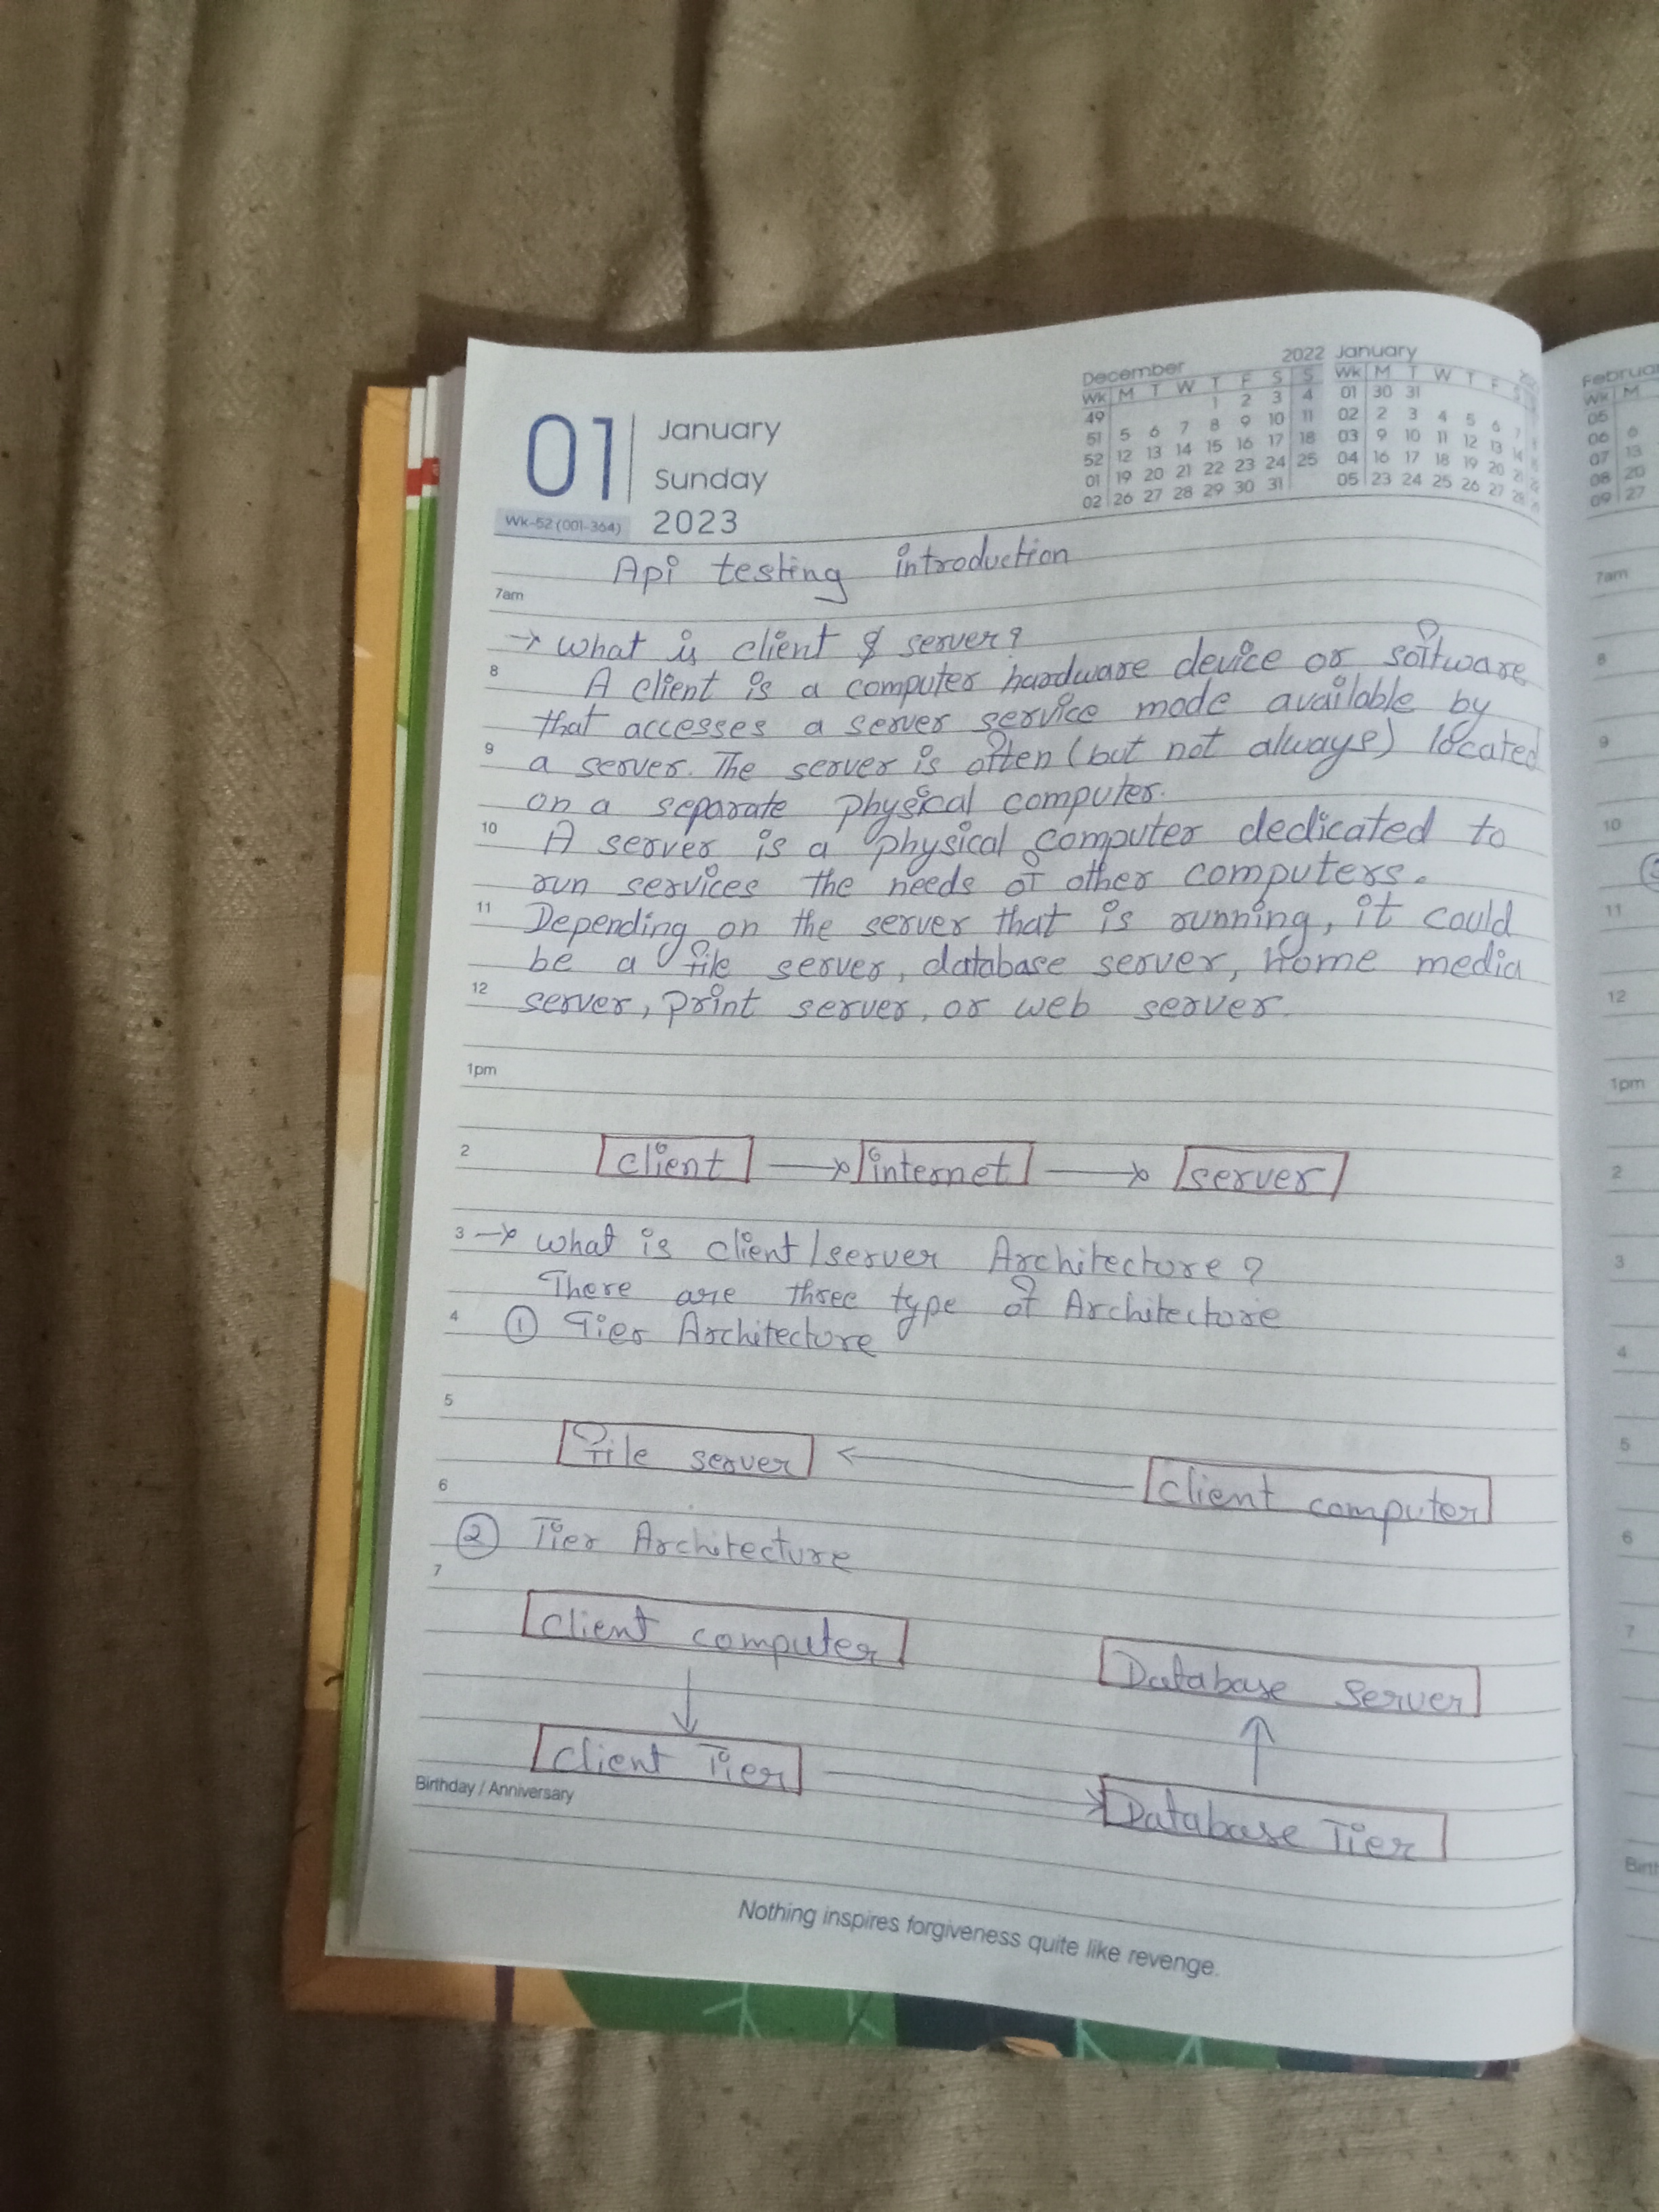 01
January
Sunday
2023
Wk-52 (001-364)
December 2022
Wk M T W T F S S
49 1 2 3 4
51 5 6 7 8 9 10 11
52 12 13 14 15 16 17 18
01 19 20 21 22 23 24 25
02 26 27 28 29 30 31
January
Wk M T W T F S
01 30 31
02 2 3 4 5 6 7
03 9 10 11 12 13 14
04 16 17 18 19 20 21
05 23 24 25 26 27 28
Api testing introduction
7am
→ what is client & server?
8
A client is a computer hardware device or software
that accesses a server service mode available by
9
a server. The server is often (but not always) located
on a separate physical computer.
10
A server is a physical computer dedicated to
run services the needs of other computers.
11
Depending on the server that is running, it could
be a file server, database server, home media
12
server, print server, or web server.
1pm
2
client → internet → server
3
→ what is client/server Architecture?
There are three type of Architecture
4
① Tier Architecture
5
file server ← client computer
6
② Tier Architecture
7
client computer
Database Server
client Tier → Database Tier
Birthday / Anniversary
Nothing inspires forgiveness quite like revenge.
Februar
Wk M
05
06 6
07 13
08 20
09 27
7am
8
9
10
11
12
1pm
2
3
4
5
6
7
Birth